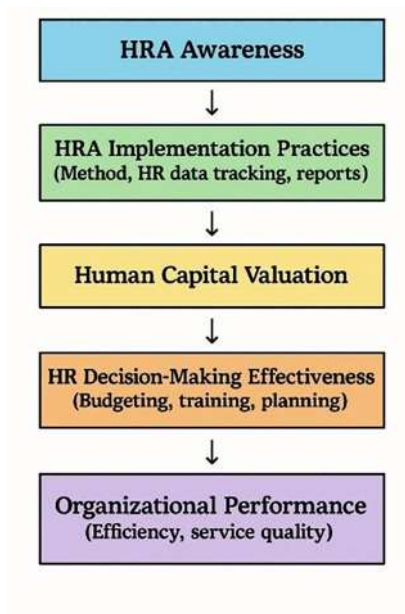 HRA Awareness
↓
HRA Implementation Practices
(Method, HR data tracking, reports)
↓
Human Capital Valuation
↓
HR Decision-Making Effectiveness
(Budgeting, training, planning)
↓
Organizational Performance
(Efficiency, service quality)